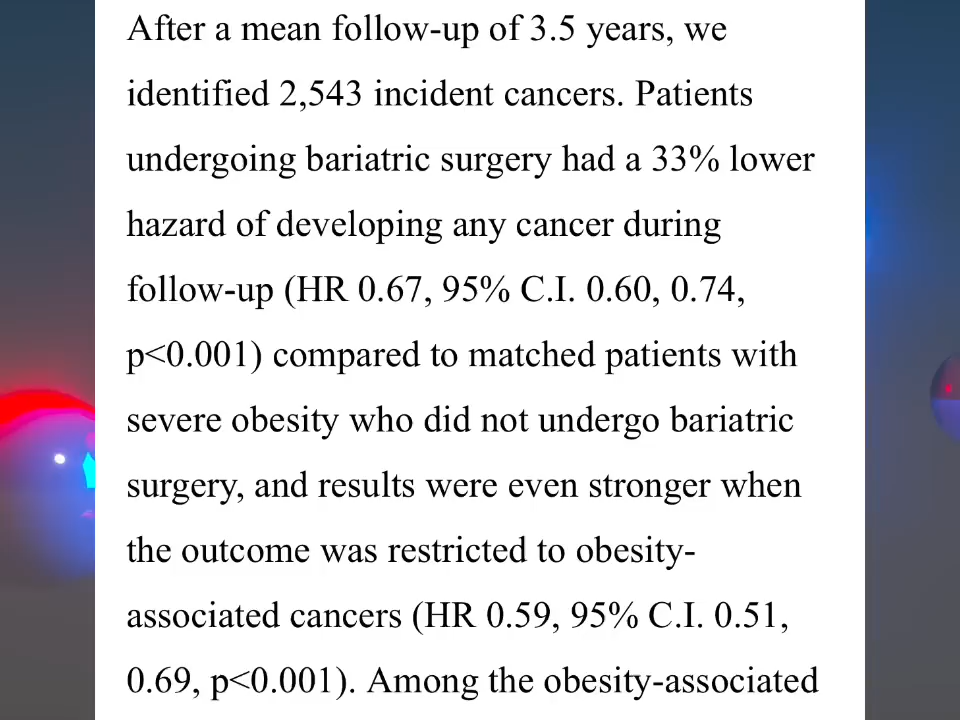 After a mean follow-up of 3.5 years, we
identified 2,543 incident cancers. Patients
undergoing bariatric surgery had a 33% lower
hazard of developing any cancer during
follow-up (HR 0.67, 95% C.I. 0.60, 0.74,
p<0.001) compared to matched patients with
severe obesity who did not undergo bariatric
surgery, and results were even stronger when
the outcome was restricted to obesity-
associated cancers (HR 0.59, 95% C.I. 0.51,
0.69, p<0.001). Among the obesity-associated